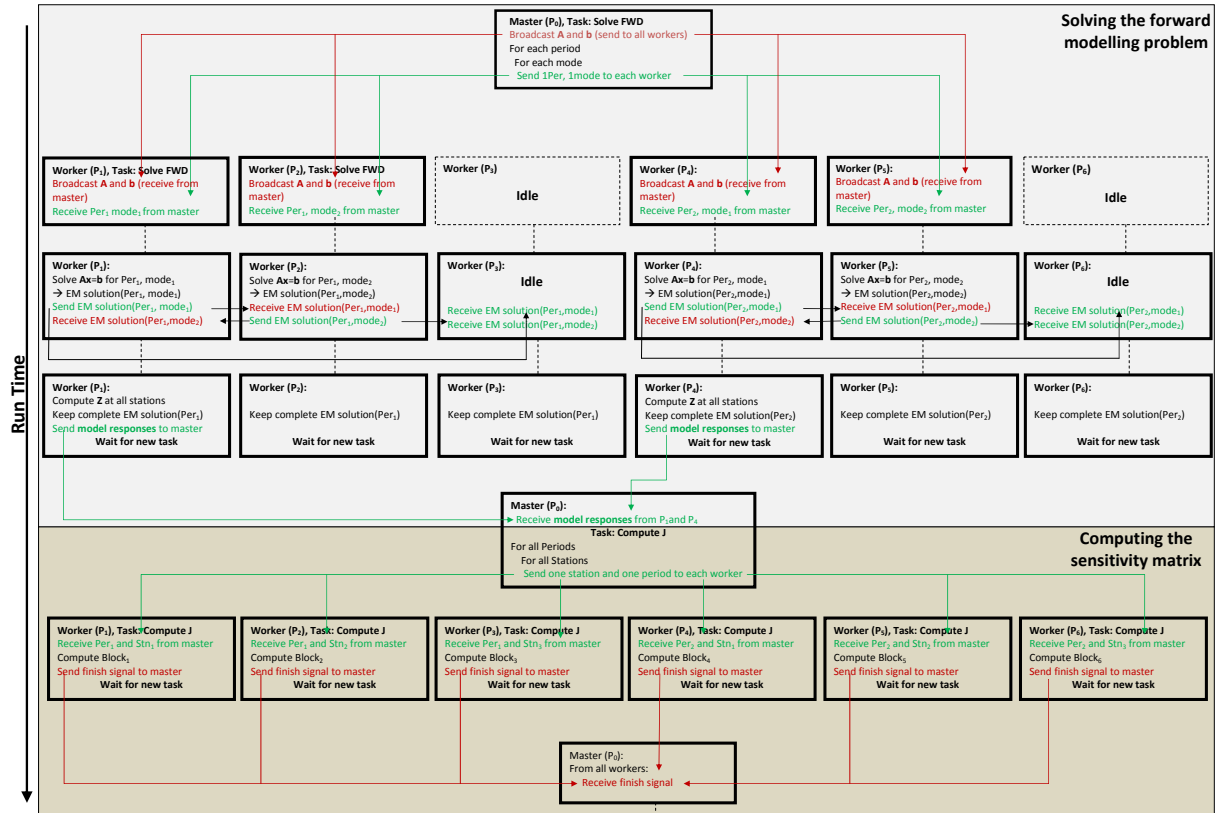 Solving the forward
modelling problem
Master (P₀), Task: Solve FWD
Broadcast A and b (send to all workers)
For each period
For each mode
Send 1Per, 1mode to each worker
Worker (P₁), Task: Solve FWD
Broadcast A and b (receive from
master)
Receive Per₁ mode₁ from master
Worker (P₂), Task: Solve FWD
Broadcast A and b (receive from
master)
Receive Per₁, mode₂ from master
Worker (P₃)
Idle
Worker (P₄):
Broadcast A and b (receive from
master)
Receive Per₂, mode₁ from master
Worker (P₅):
Broadcast A and b (receive from
master)
Receive Per₂, mode₂ from master
Worker (P₆)
Idle
Worker (P₁):
Solve Ax=b for Per₁, mode₁
→ EM solution(Per₁, mode₁)
Send EM solution(Per₁, mode₁)
Receive EM solution(Per₁,mode₂)
Worker (P₂):
Solve Ax=b for Per₁, mode₂
→ EM solution(Per₁,mode₂)
Receive EM solution(Per₁,mode₁)
Send EM solution(Per₁,mode₂)
Worker (P₃):
Idle
Receive EM solution(Per₁,mode₁)
Receive EM solution(Per₁,mode₂)
Worker (P₄):
Solve Ax=b for Per₂, mode₁
→ EM solution(Per₂,mode₁)
Send EM solution(Per₂,mode₁)
Receive EM solution(Per₂,mode₂)
Worker (P₅):
Solve Ax=b for Per₂, mode₂
→ EM solution(Per₂,mode₂)
Receive EM solution(Per₂,mode₁)
Send EM solution(Per₂,mode₂)
Worker (P₆):
Idle
Receive EM solution(Per₂,mode₁)
Receive EM solution(Per₂,mode₂)
Run Time
Worker (P₁):
Compute Z at all stations
Keep complete EM solution(Per₁)
Send model responses to master
Wait for new task
Worker (P₂):
Keep complete EM solution(Per₁)
Wait for new task
Worker (P₃):
Keep complete EM solution(Per₁)
Wait for new task
Worker (P₄):
Compute Z at all stations
Keep complete EM solution(Per₂)
Send model responses to master
Wait for new task
Worker (P₅):
Keep complete EM solution(Per₂)
Wait for new task
Worker (P₆):
Keep complete EM solution(Per₂)
Wait for new task
Master (P₀):
Receive model responses from P₁and P₄
Task: Compute J
For all Periods
For all Stations
Send one station and one period to each worker
Computing the
sensitivity matrix
Worker (P₁), Task: Compute J
Receive Per₁ and Stn₁ from master
Compute Block₁
Send finish signal to master
Wait for new task
Worker (P₂), Task: Compute J
Receive Per₁ and Stn₂ from master
Compute Block₂
Send finish signal to master
Wait for new task
Worker (P₃), Task: Compute J
Receive Per₁ and Stn₃ from master
Compute Block₃
Send finish signal to master
Wait for new task
Worker (P₄), Task: Compute J
Receive Per₂ and Stn₁ from master
Compute Block₄
Send finish signal to master
Wait for new task
Worker (P₅), Task: Compute J
Receive Per₂ and Stn₂ from master
Compute Block₅
Send finish signal to master
Wait for new task
Worker (P₆), Task: Compute J
Receive Per₂ and Stn₃ from master
Compute Block₆
Send finish signal to master
Wait for new task
Master (P₀):
From all workers:
Receive finish signal